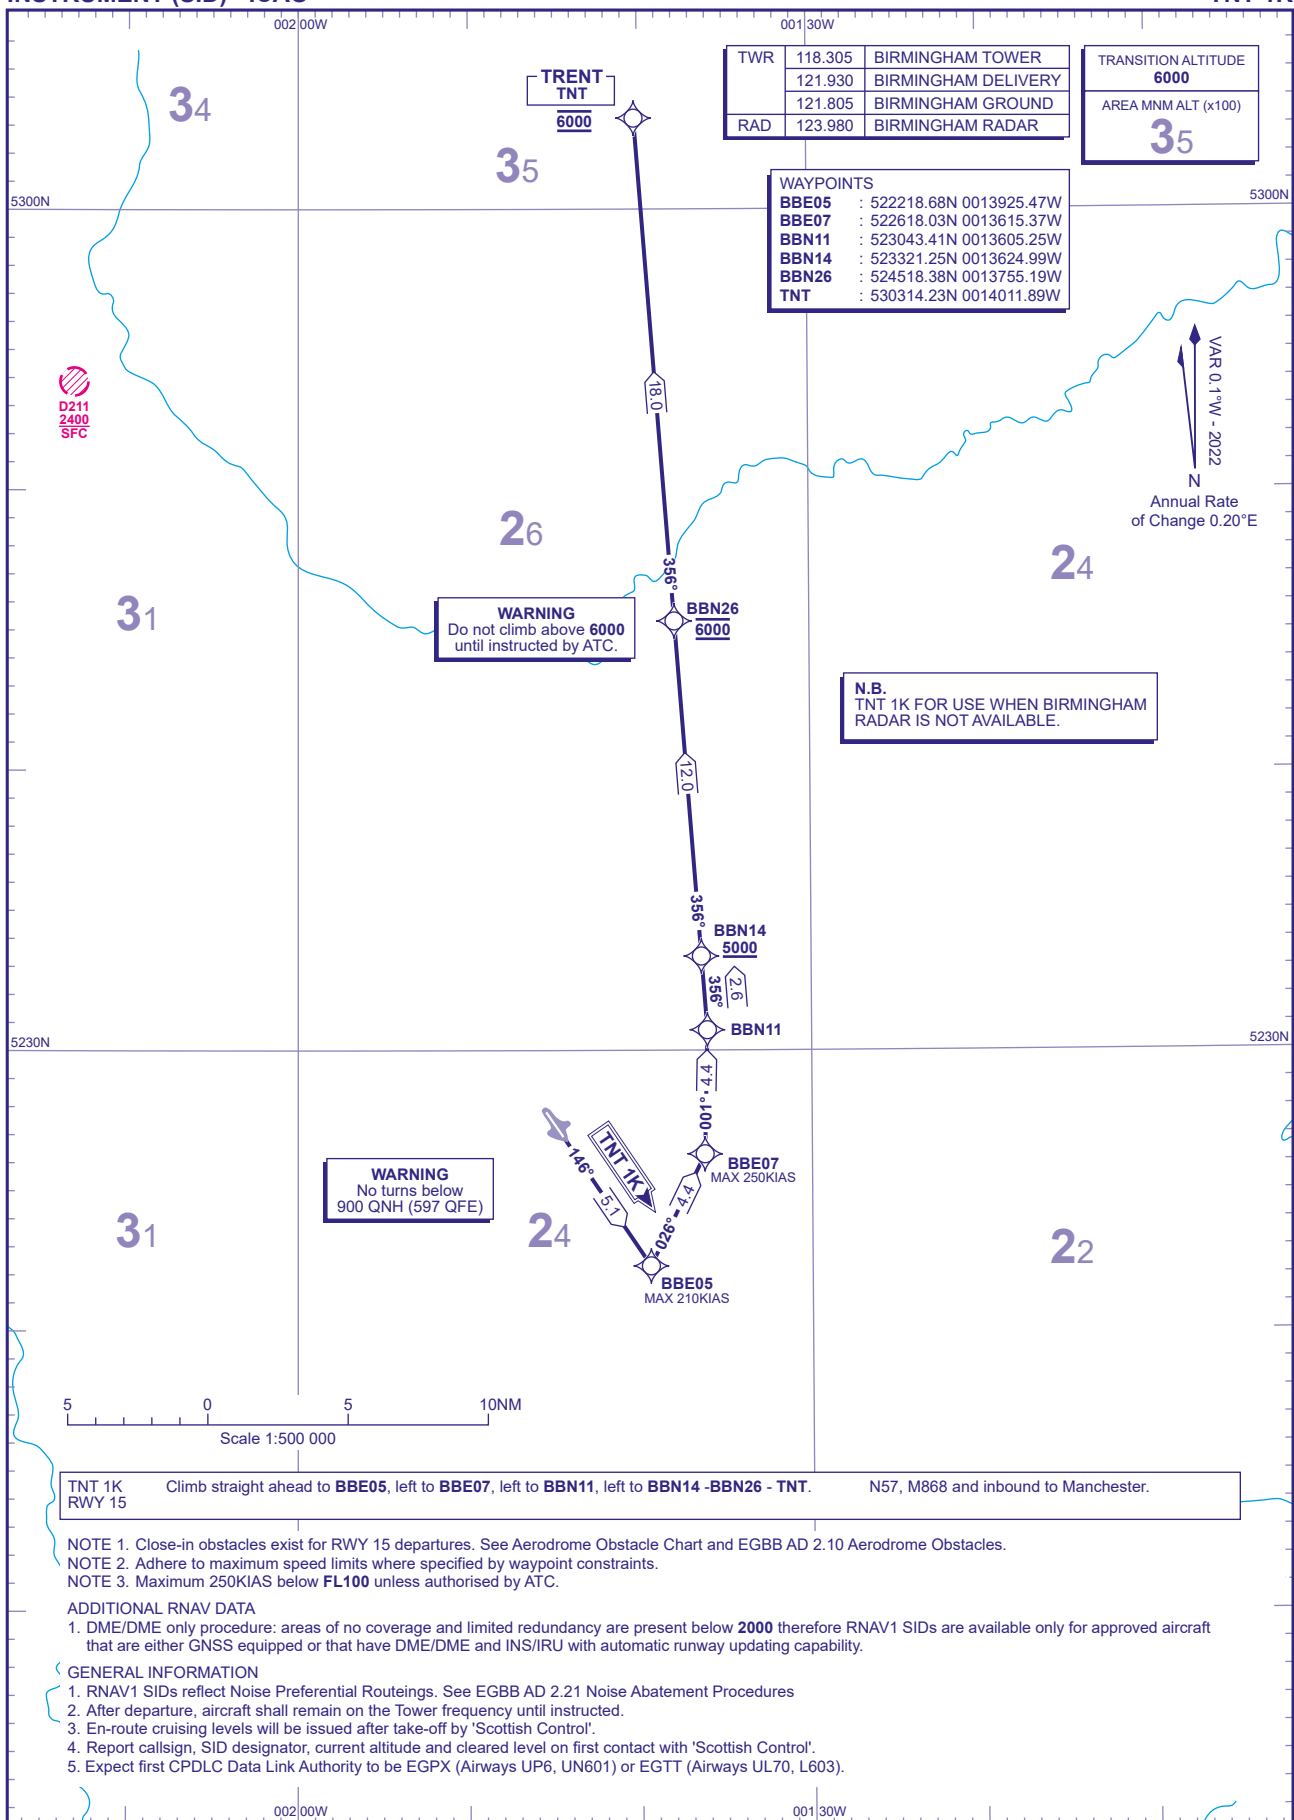 002 00W
001 30W
TRENT
TNT
6000
TWR 118.305 BIRMINGHAM TOWER
121.930 BIRMINGHAM DELIVERY
121.805 BIRMINGHAM GROUND
RAD 123.980 BIRMINGHAM RADAR
TRANSITION ALTITUDE
6000
AREA MNM ALT (x100)
35
34
35
WAYPOINTS
BBE05 : 522218.68N 0013925.47W
BBE07 : 522618.03N 0013615.37W
BBN11 : 523043.41N 0013605.25W
BBN14 : 523321.25N 0013624.99W
BBN26 : 524518.38N 0013755.19W
TNT : 530314.23N 0014011.89W
5300N
5300N
VAR 0.1°W - 2022
N
Annual Rate
of Change 0.20°E
D211
2400
SFC
18.0
26
24
31
356°
WARNING
Do not climb above 6000
until instructed by ATC.
BBN26
6000
N.B.
TNT 1K FOR USE WHEN BIRMINGHAM
RADAR IS NOT AVAILABLE.
12.0
356°
BBN14
5000
356°
2.6
BBN11
5230N
5230N
4.4
001°
TNT 1K
146°
5.1
BBE07
MAX 250KIAS
4.4
026°
WARNING
No turns below
900 QNH (597 QFE)
31
24
22
BBE05
MAX 210KIAS
5 0 5 10NM
Scale 1:500 000
TNT 1K Climb straight ahead to BBE05, left to BBE07, left to BBN11, left to BBN14 -BBN26 - TNT. N57, M868 and inbound to Manchester.
RWY 15
NOTE 1. Close-in obstacles exist for RWY 15 departures. See Aerodrome Obstacle Chart and EGBB AD 2.10 Aerodrome Obstacles.
NOTE 2. Adhere to maximum speed limits where specified by waypoint constraints.
NOTE 3. Maximum 250KIAS below FL100 unless authorised by ATC.
ADDITIONAL RNAV DATA
1. DME/DME only procedure: areas of no coverage and limited redundancy are present below 2000 therefore RNAV1 SIDs are available only for approved aircraft
that are either GNSS equipped or that have DME/DME and INS/IRU with automatic runway updating capability.
GENERAL INFORMATION
1. RNAV1 SIDs reflect Noise Preferential Routeings. See EGBB AD 2.21 Noise Abatement Procedures
2. After departure, aircraft shall remain on the Tower frequency until instructed.
3. En-route cruising levels will be issued after take-off by 'Scottish Control'.
4. Report callsign, SID designator, current altitude and cleared level on first contact with 'Scottish Control'.
5. Expect first CPDLC Data Link Authority to be EGPX (Airways UP6, UN601) or EGTT (Airways UL70, L603).
002 00W
001 30W